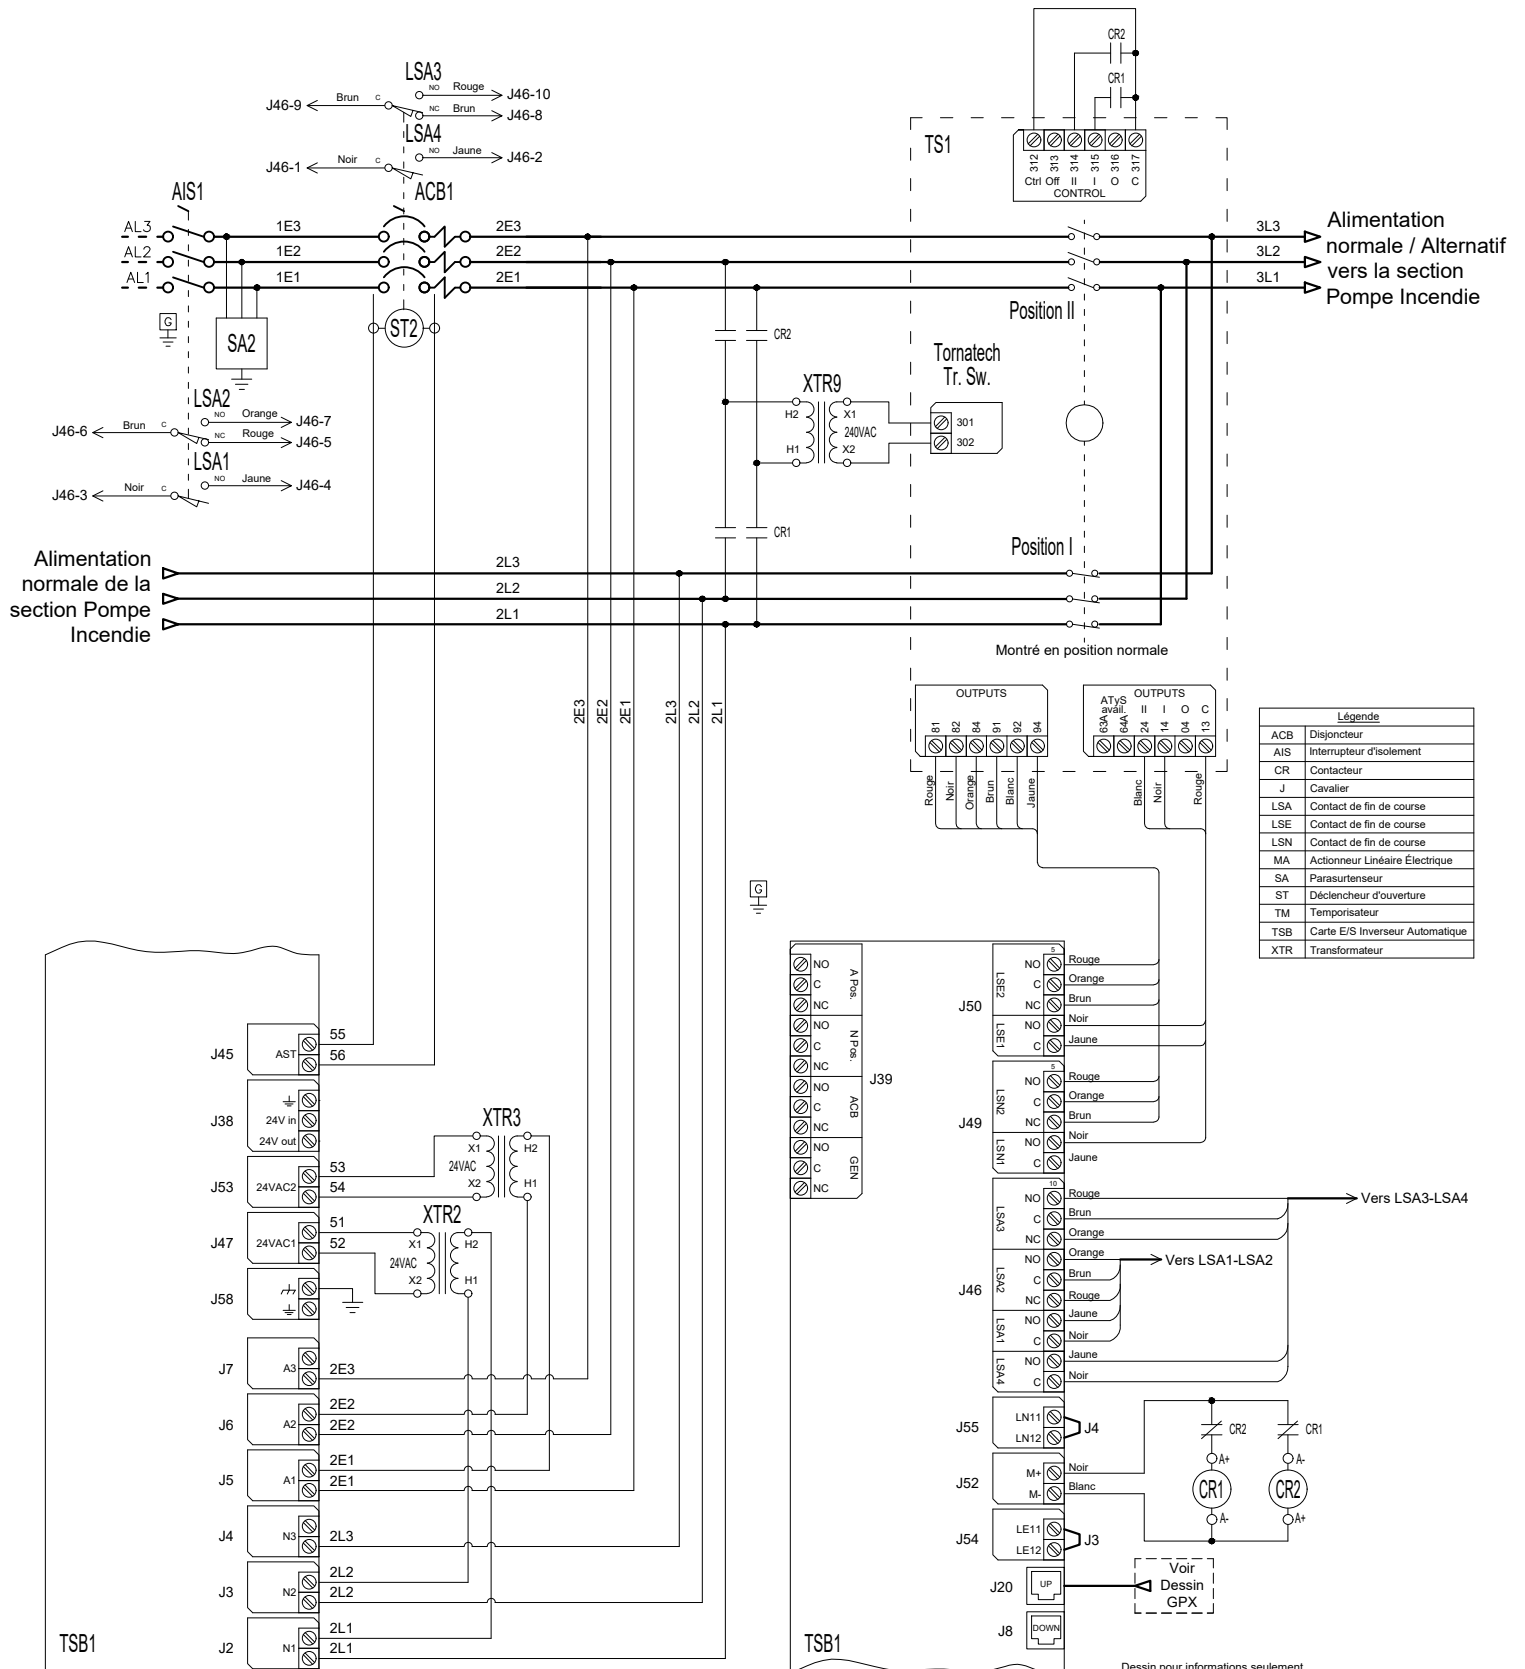 CR2
CR1
312
313
314
315
316
317
Ctrl
Off
II
I
O
C
CONTROL
TS1
LSA3
J46-9
Brun
C
NO
Rouge
J46-10
NC
Brun
J46-8
LSA4
J46-1
Noir
C
NO
Jaune
J46-2
AIS1
ACB1
AL3
1E3
2E3
3L3
AL2
1E2
2E2
3L2
AL1
1E1
2E1
3L1
Alimentation
normale / Alternatif
vers la section
Pompe Incendie
Position II
G
SA2
ST2
CR2
Tornatech
Tr. Sw.
301
302
XTR9
H2
X1
240VAC
H1
X2
LSA2
J46-6
Brun
C
NO
Orange
J46-7
NC
Rouge
J46-5
LSA1
J46-3
Noir
C
NO
Jaune
J46-4
CR1
Position I
Alimentation
normale de la
section Pompe
Incendie
2L3
2L2
2L1
Montré en position normale
2E3
2E2
2E1
2L3
2L2
2L1
OUTPUTS
81
82
84
91
92
94
Rouge
Noir
Orange
Brun
Blanc
Jaune
OUTPUTS
ATyS
avail.
II
I
O
C
63A
64A
24
14
04
13
Blanc
Noir
Rouge
Légende
ACB Disjoncteur
AIS Interrupteur d'isolement
CR Contacteur
J Cavalier
LSA Contact de fin de course
LSE Contact de fin de course
LSN Contact de fin de course
MA Actionneur Linéaire Électrique
SA Parasurtenseur
ST Déclencheur d'ouverture
TM Temporisateur
TSB Carte E/S Inverseur Automatique
XTR Transformateur
G
J45
AST
55
56
J38
24V in
24V out
J53
24VAC2
53
54
XTR3
X1
24VAC
X2
H2
H1
J47
24VAC1
51
52
XTR2
X1
24VAC
X2
H2
H1
J58
J7
A3
2E3
J6
A2
2E2
2E2
J5
A1
2E1
2E1
J4
N3
2L3
J3
N2
2L2
2L2
J2
N1
2L1
2L1
TSB1
J39
NO
C
NC
A Pos.
NO
C
NC
N Pos.
NO
C
NC
ACB
NO
C
NC
GEN
J50
5
LSE2
NO Rouge
C Orange
NC Brun
LSE1
NO Noir
C Jaune
J49
5
LSN2
NO Rouge
C Orange
NC Brun
LSN1
NO Noir
C Jaune
J46
10
LSA3
NO Rouge
C Brun
NC Orange
Vers LSA3-LSA4
LSA2
NO Orange
C Brun
NC Rouge
Vers LSA1-LSA2
LSA1
NO Jaune
C Noir
LSA4
NO Jaune
C Noir
J55
LN11
LN12
J4
J52
M+ Noir
M- Blanc
CR2
CR1
A+
A-
CR1
CR2
A-
A+
J54
LE11
LE12
J3
J20
UP
Voir
Dessin
GPX
J8
DOWN
TSB1
Dessin pour informations seulement